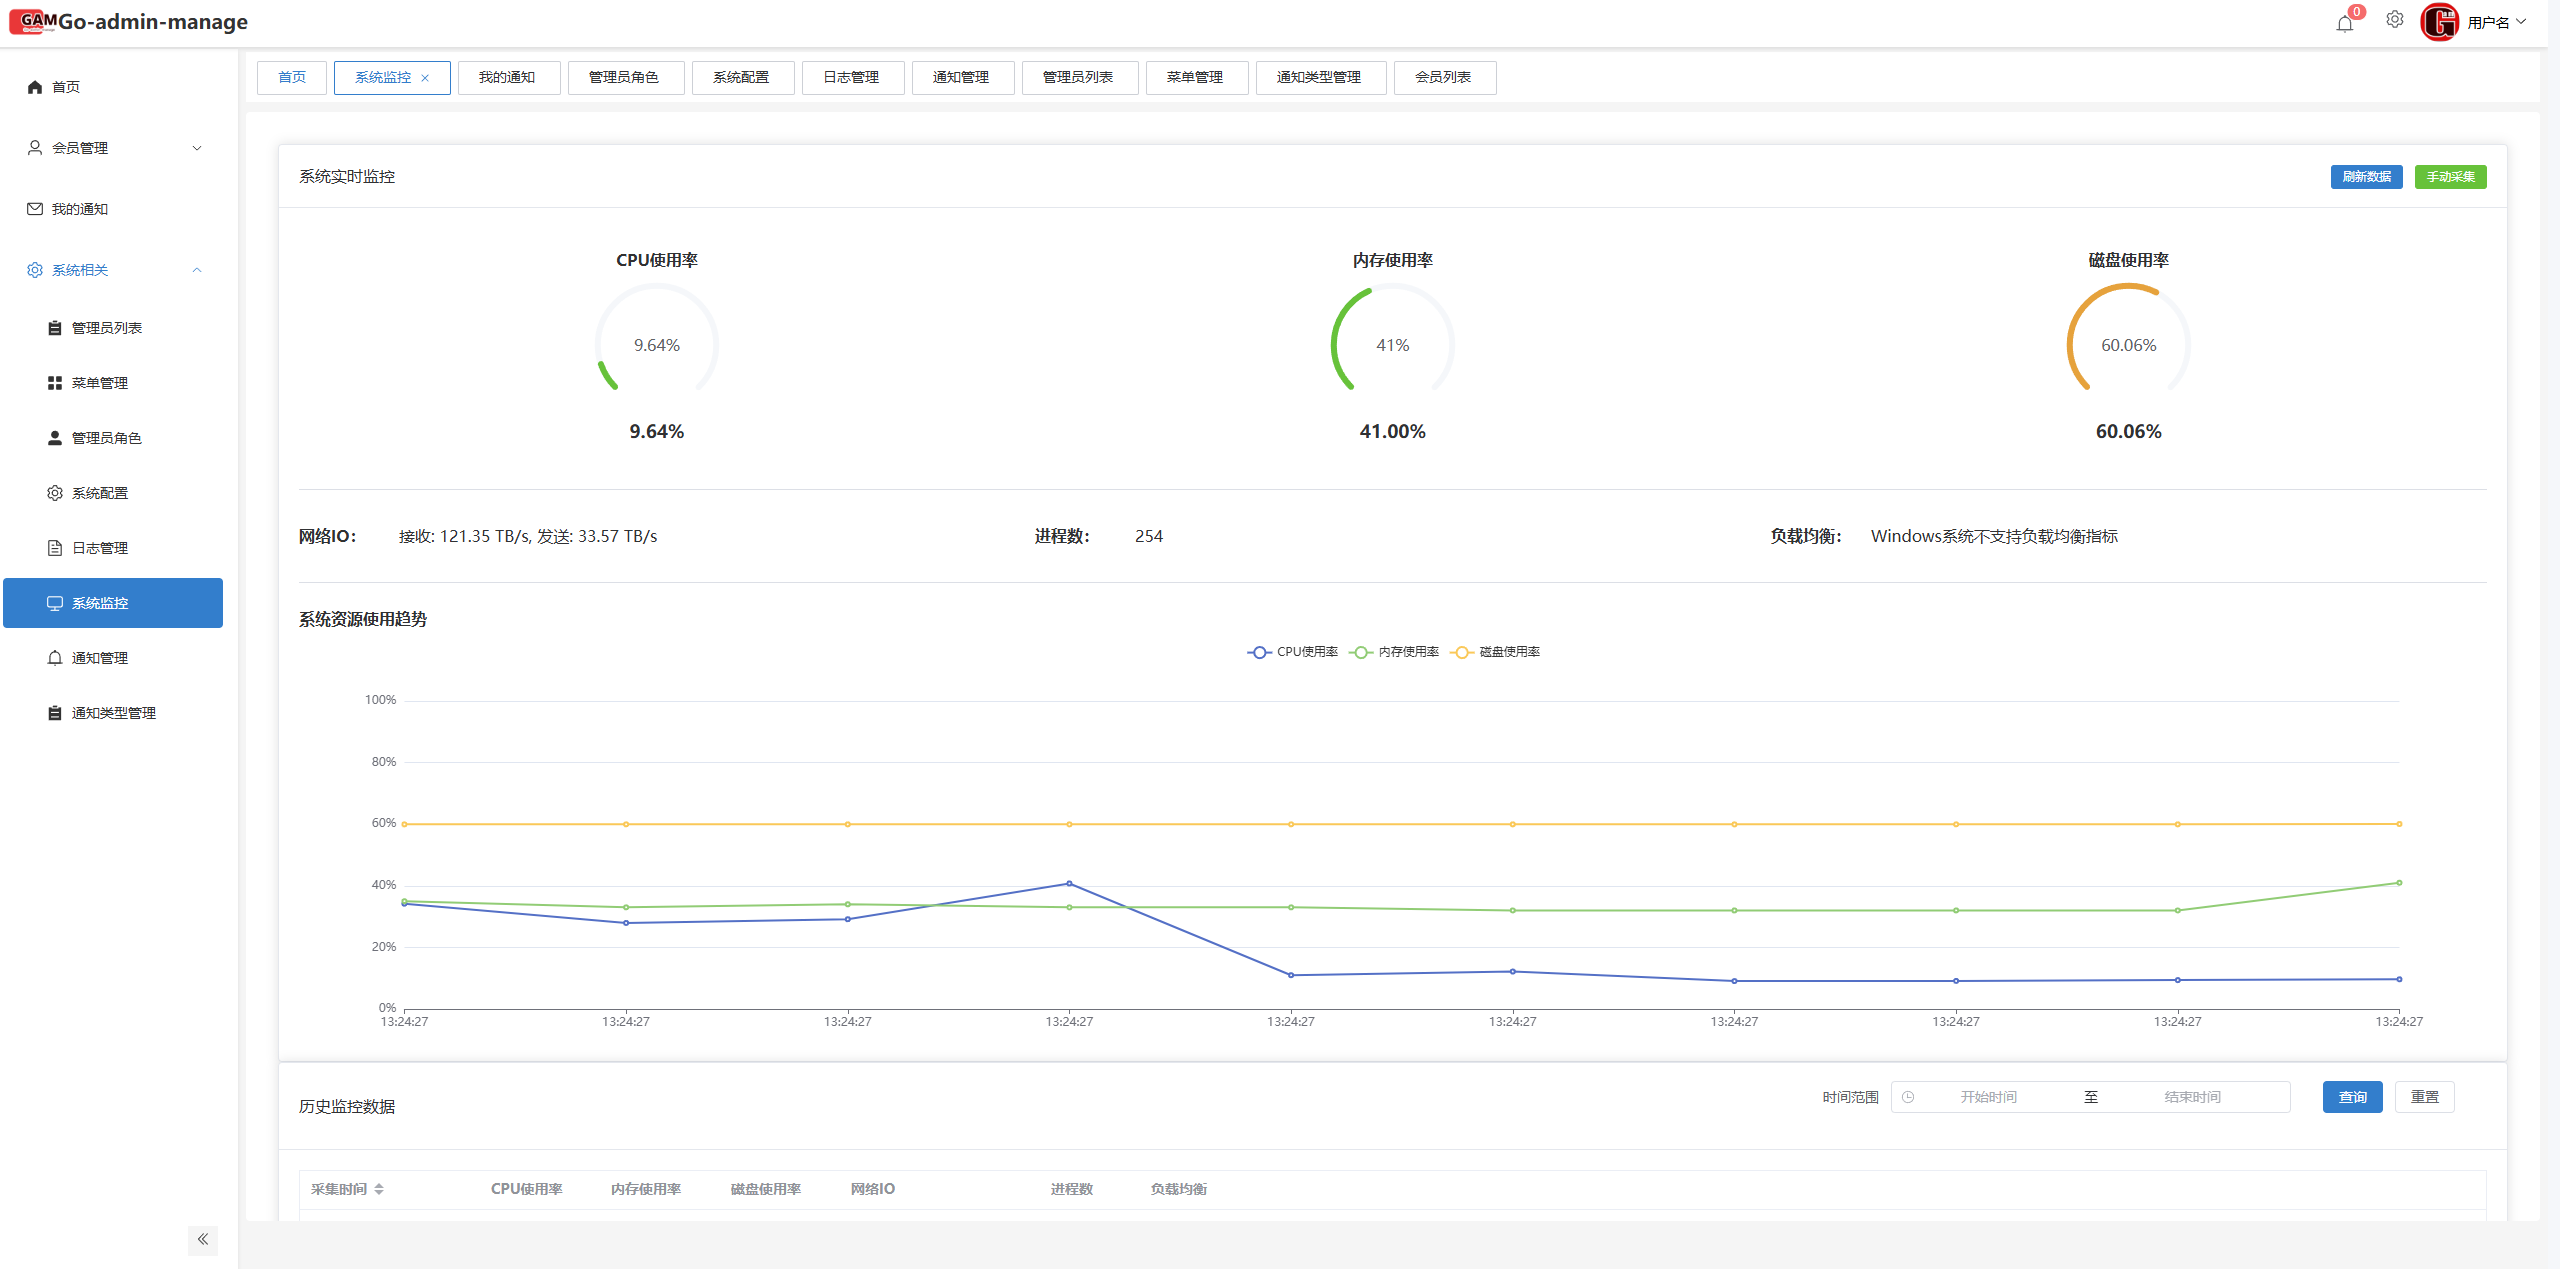 GAM Go-admin-manage
0
用户名
首页
会员管理
我的通知
系统相关
管理员列表
菜单管理
管理员角色
系统配置
日志管理
系统监控
通知管理
通知类型管理
首页 系统监控 × 我的通知 管理员角色 系统配置 日志管理 通知管理 管理员列表 菜单管理 通知类型管理 会员列表
系统实时监控 刷新数据 手动采集
CPU使用率 内存使用率 磁盘使用率
9.64% 41% 60.06%
9.64% 41.00% 60.06%
网络IO： 接收: 121.35 TB/s, 发送: 33.57 TB/s 进程数： 254 负载均衡： Windows系统不支持负载均衡指标
系统资源使用趋势
CPU使用率 内存使用率 磁盘使用率
100%
80%
60%
40%
20%
0%
13:24:27 13:24:27 13:24:27 13:24:27 13:24:27 13:24:27 13:24:27 13:24:27 13:24:27 13:24:27
历史监控数据 时间范围 开始时间 至 结束时间 查询 重置
采集时间 CPU使用率 内存使用率 磁盘使用率 网络IO 进程数 负载均衡